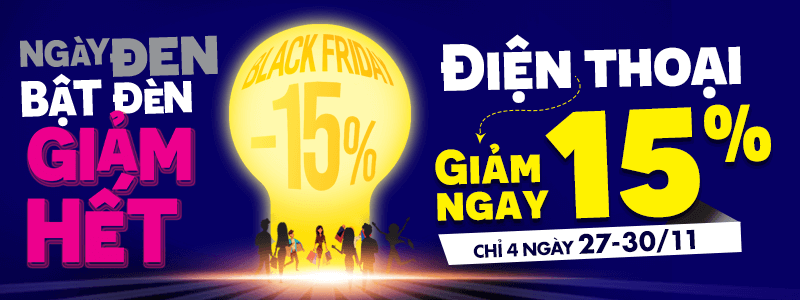 NGÀY ĐEN
BẬT ĐÈN
GIẢM
HẾT
BLACK FRIDAY
-15%
ĐIỆN THOẠI
GIẢM
NGAY
15%
CHỈ 4 NGÀY 27-30/11